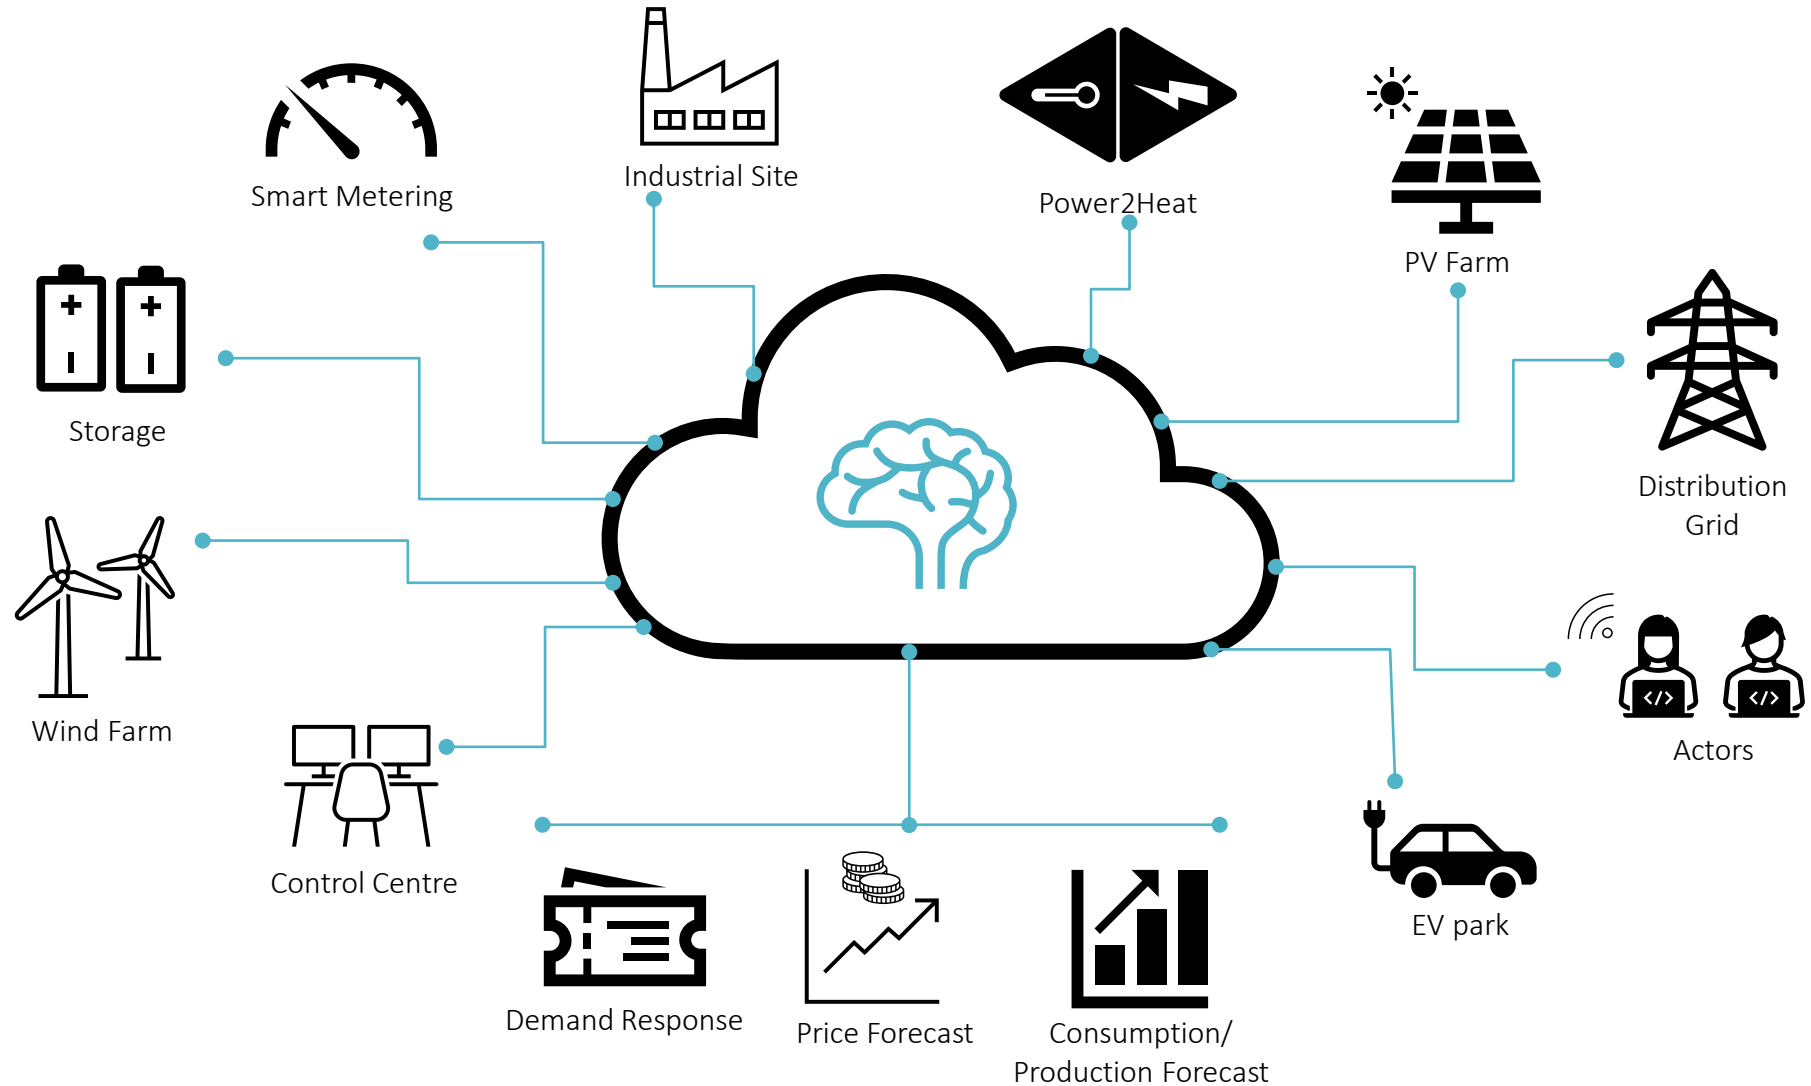 Industrial Site
Smart Metering
Power2Heat
PV Farm
Storage
Distribution
Grid
Wind Farm
Actors
Control Centre
EV park
Demand Response
Price Forecast
Consumption/
Production Forecast